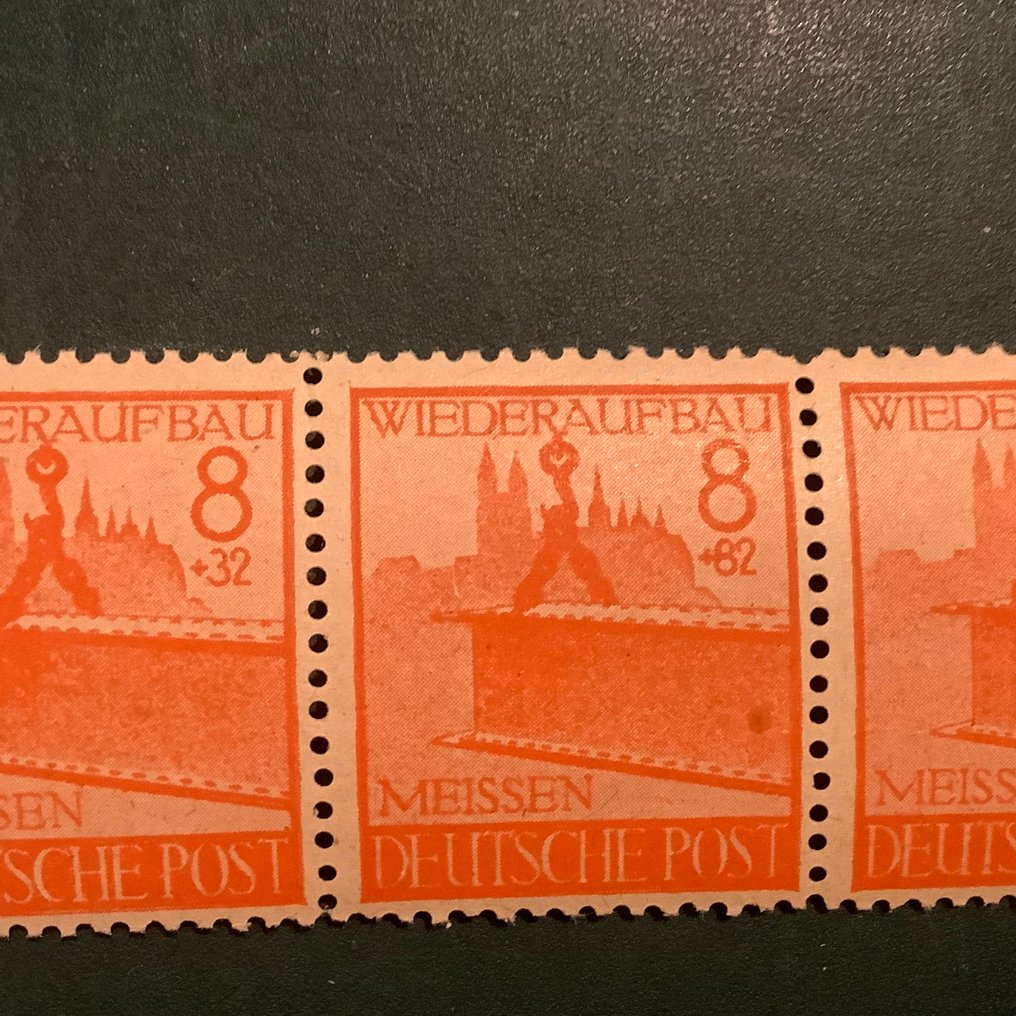 ERAUFBAU
8
+32
SEN
SCHE POST
WIEDERAUFBAU
8
+82
MEISSEN
DEUTSCHE POST
WIEDE
MEISS
DEUTS